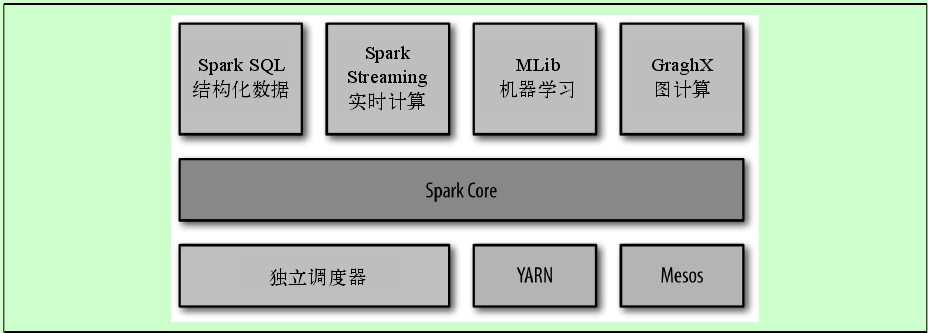 Spark SQL
结构化数据
Spark
Streaming
实时计算
MLib
机器学习
GraghX
图计算
Spark Core
独立调度器
YARN
Mesos